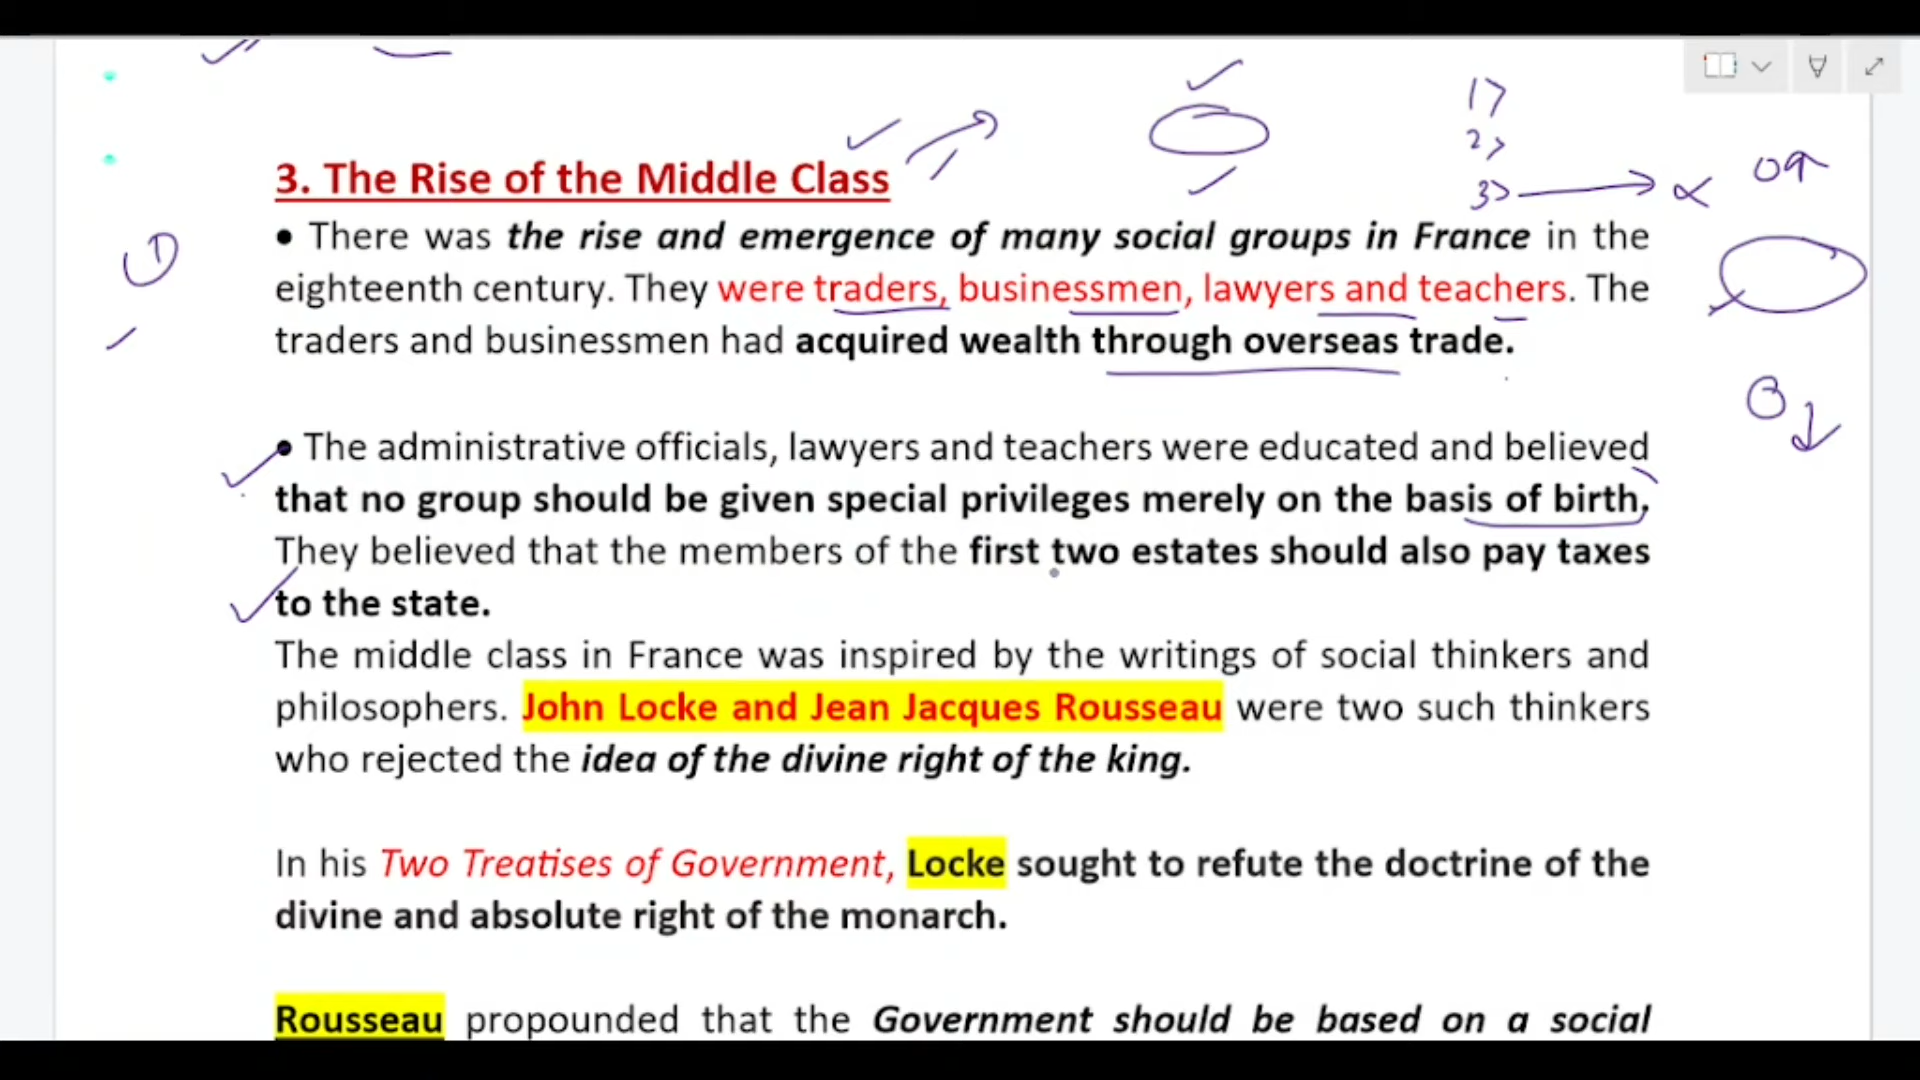 1>
2>
3>
3. The Rise of the Middle Class
• There was the rise and emergence of many social groups in France in the
eighteenth century. They were traders, businessmen, lawyers and teachers. The
traders and businessmen had acquired wealth through overseas trade.
• The administrative officials, lawyers and teachers were educated and believed
that no group should be given special privileges merely on the basis of birth.
They believed that the members of the first two estates should also pay taxes
to the state.
The middle class in France was inspired by the writings of social thinkers and
philosophers. John Locke and Jean Jacques Rousseau were two such thinkers
who rejected the idea of the divine right of the king.
In his Two Treatises of Government, Locke sought to refute the doctrine of the
divine and absolute right of the monarch.
Rousseau propounded that the Government should be based on a social